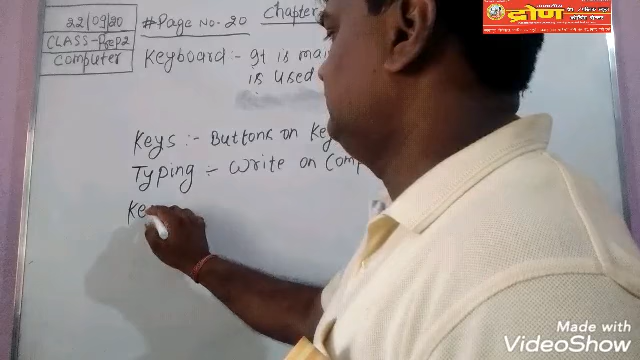 22/09/20
CLASS-Prep2
Computer
#Page No-20
Chapter
Keyboard :- It is mai
is used
Keys :- Buttons on Key
Typing :- Write on Comp
Ke
द्रोण
Made with
VideoShow